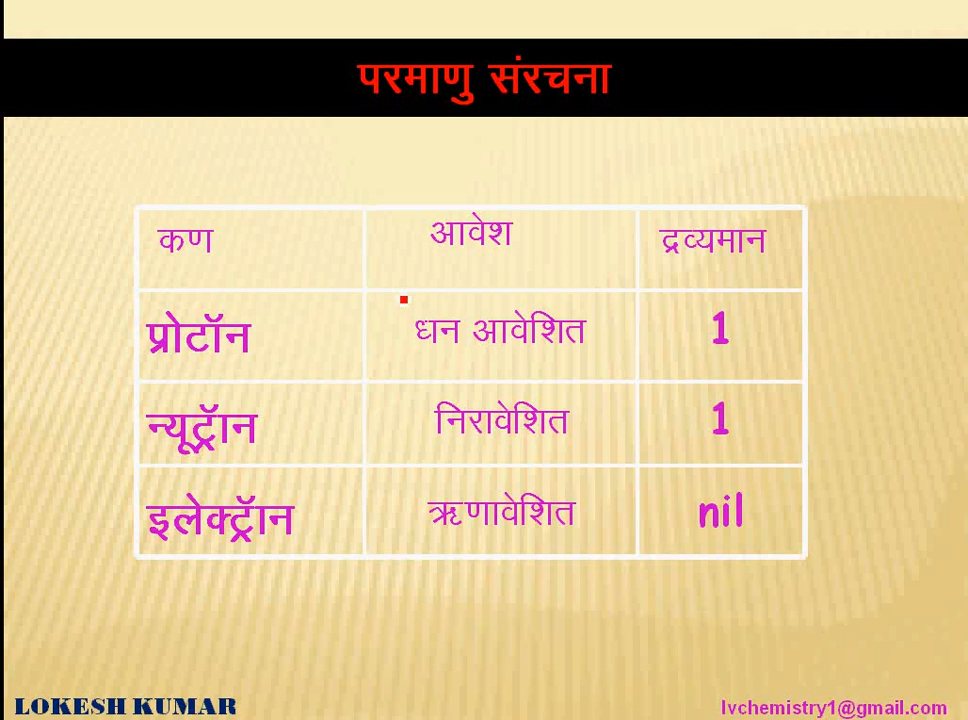 परमाणु संरचना
कण आवेश द्रव्यमान
प्रोटॉन धन आवेशित 1
न्यूट्रॉन निरावेशित 1
इलेक्ट्रॉन ऋणावेशित nil
LOKESH KUMAR lvchemistry1@gmail.com